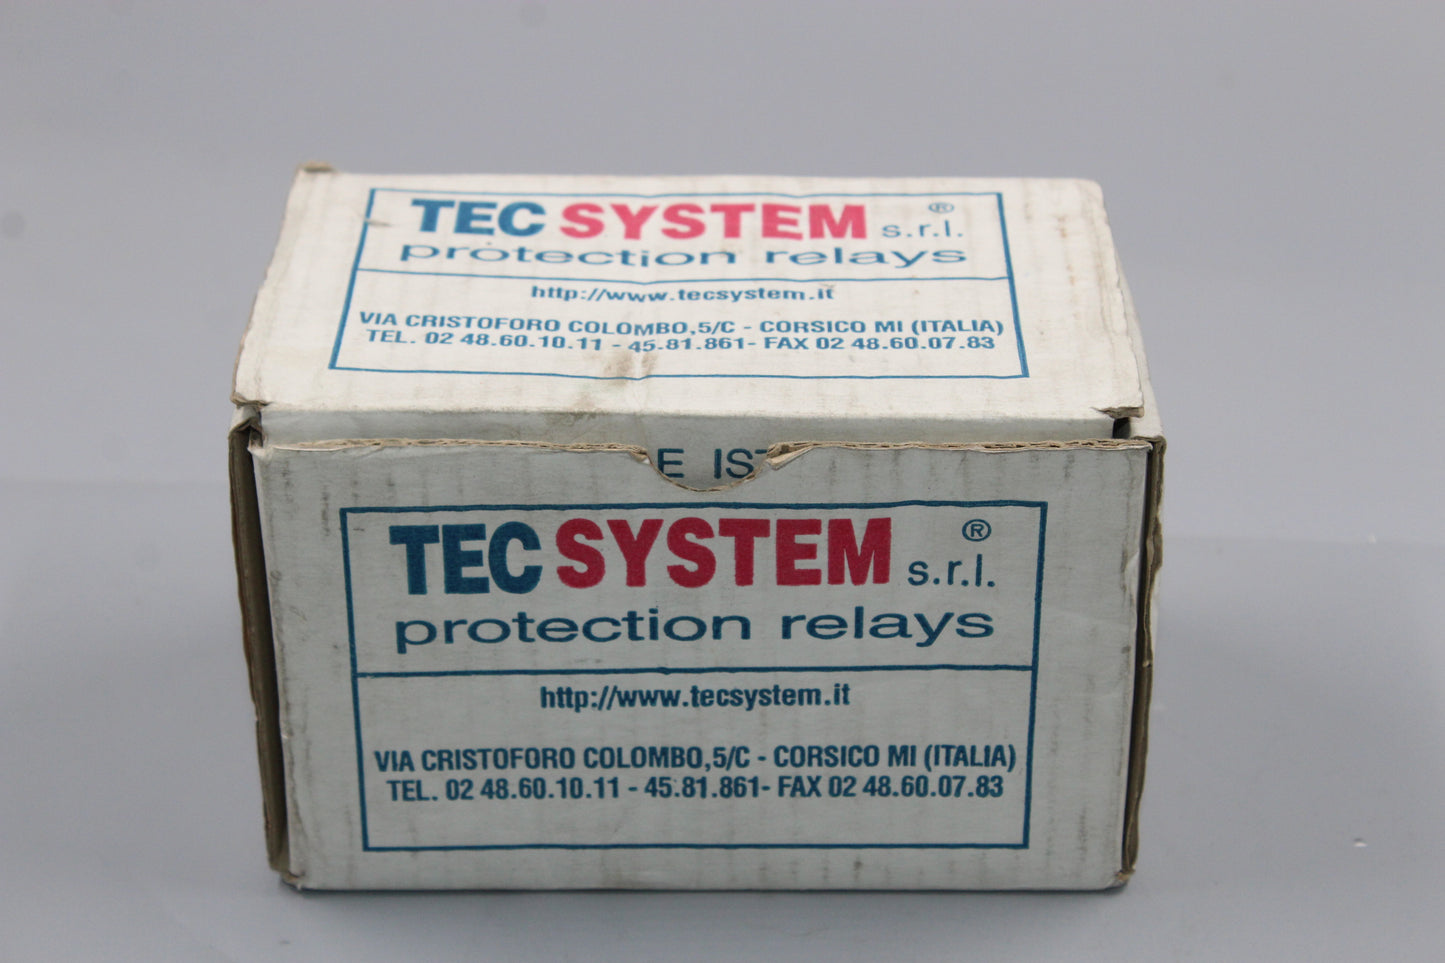 TEC SYSTEM s.r.l. ®
protection relays
http://www.tecsystem.it
VIA CRISTOFORO COLOMBO,5/C - CORSICO MI (ITALIA)
TEL. 02 48.60.10.11 - 45.81.861- FAX 02 48.60.07.83
E
TEC SYSTEM s.r.l. ®
protection relays
http://www.tecsystem.it
VIA CRISTOFORO COLOMBO,5/C - CORSICO MI (ITALIA)
TEL. 02 48.60.10.11 - 45.81.861- FAX 02 48.60.07.83